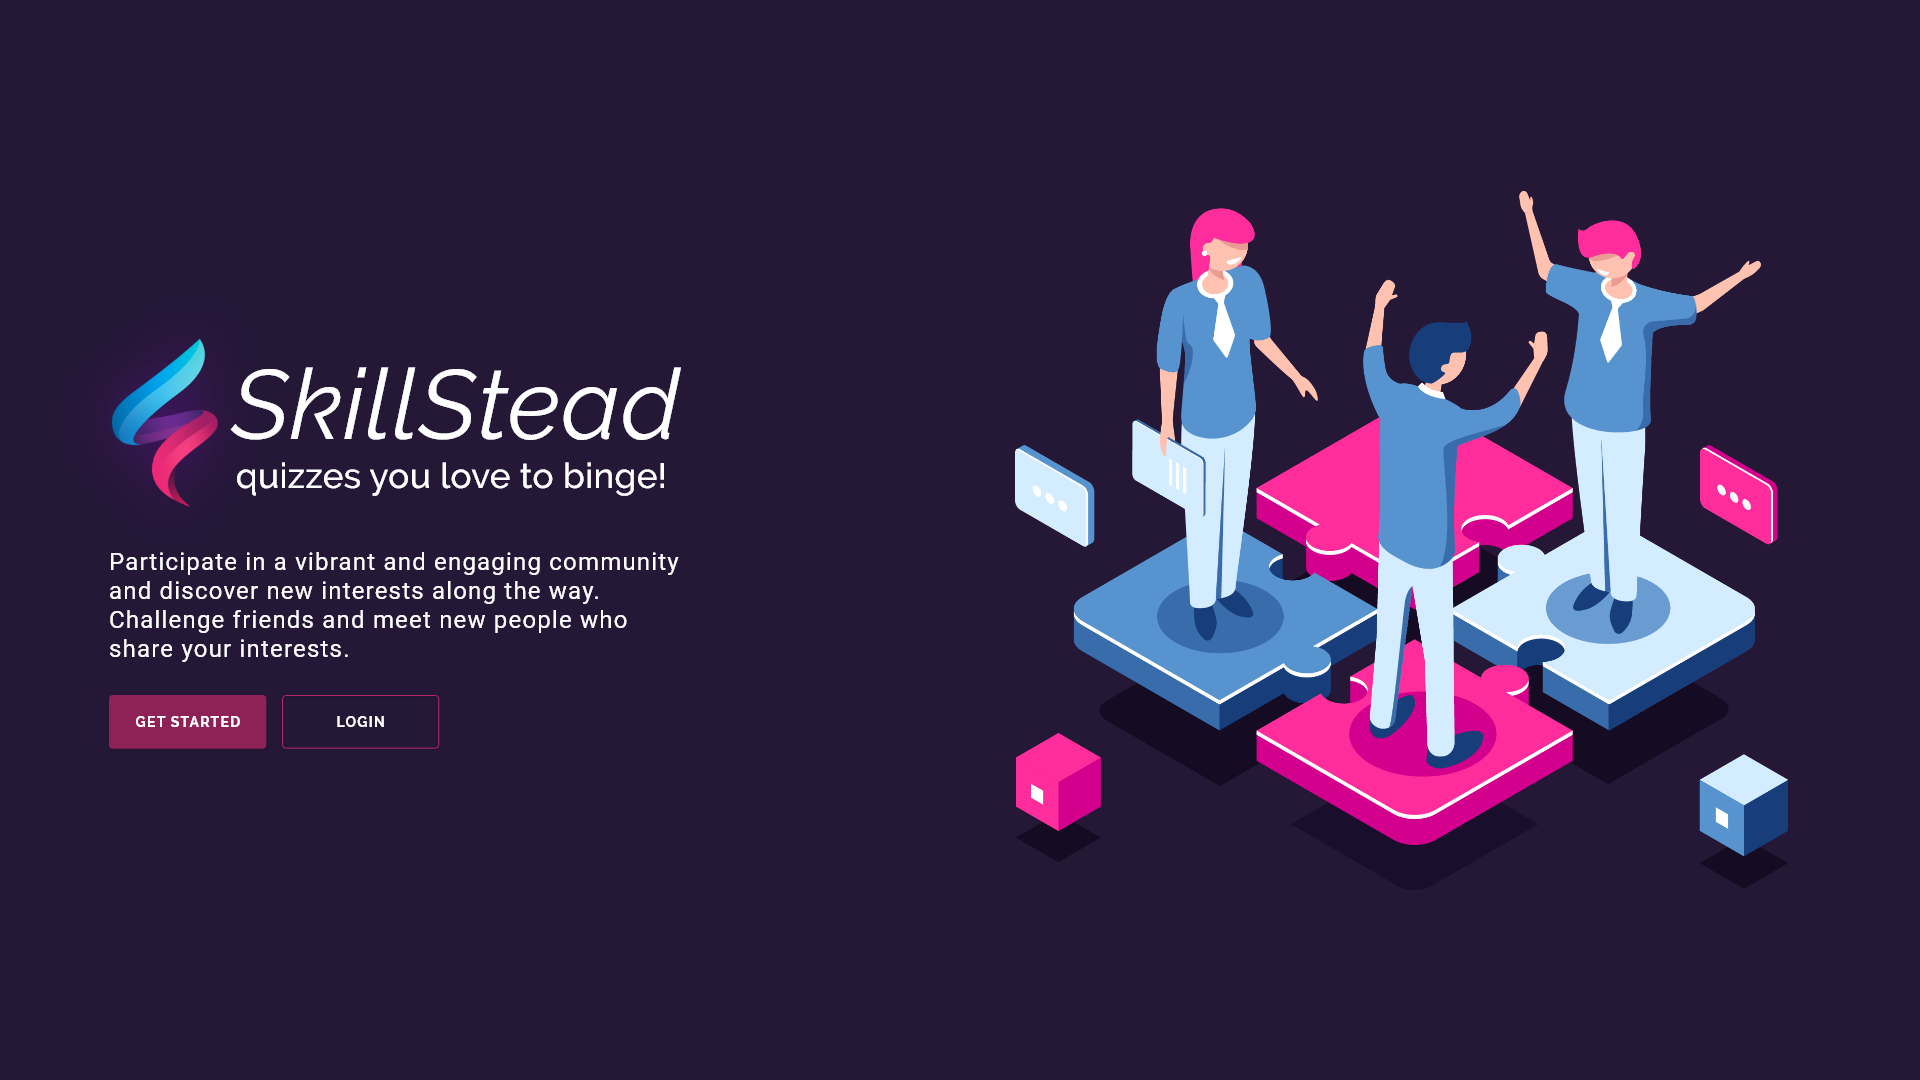 SkillStead
quizzes you love to binge!
Participate in a vibrant and engaging community
and discover new interests along the way.
Challenge friends and meet new people who
share your interests.
GET STARTED
LOGIN